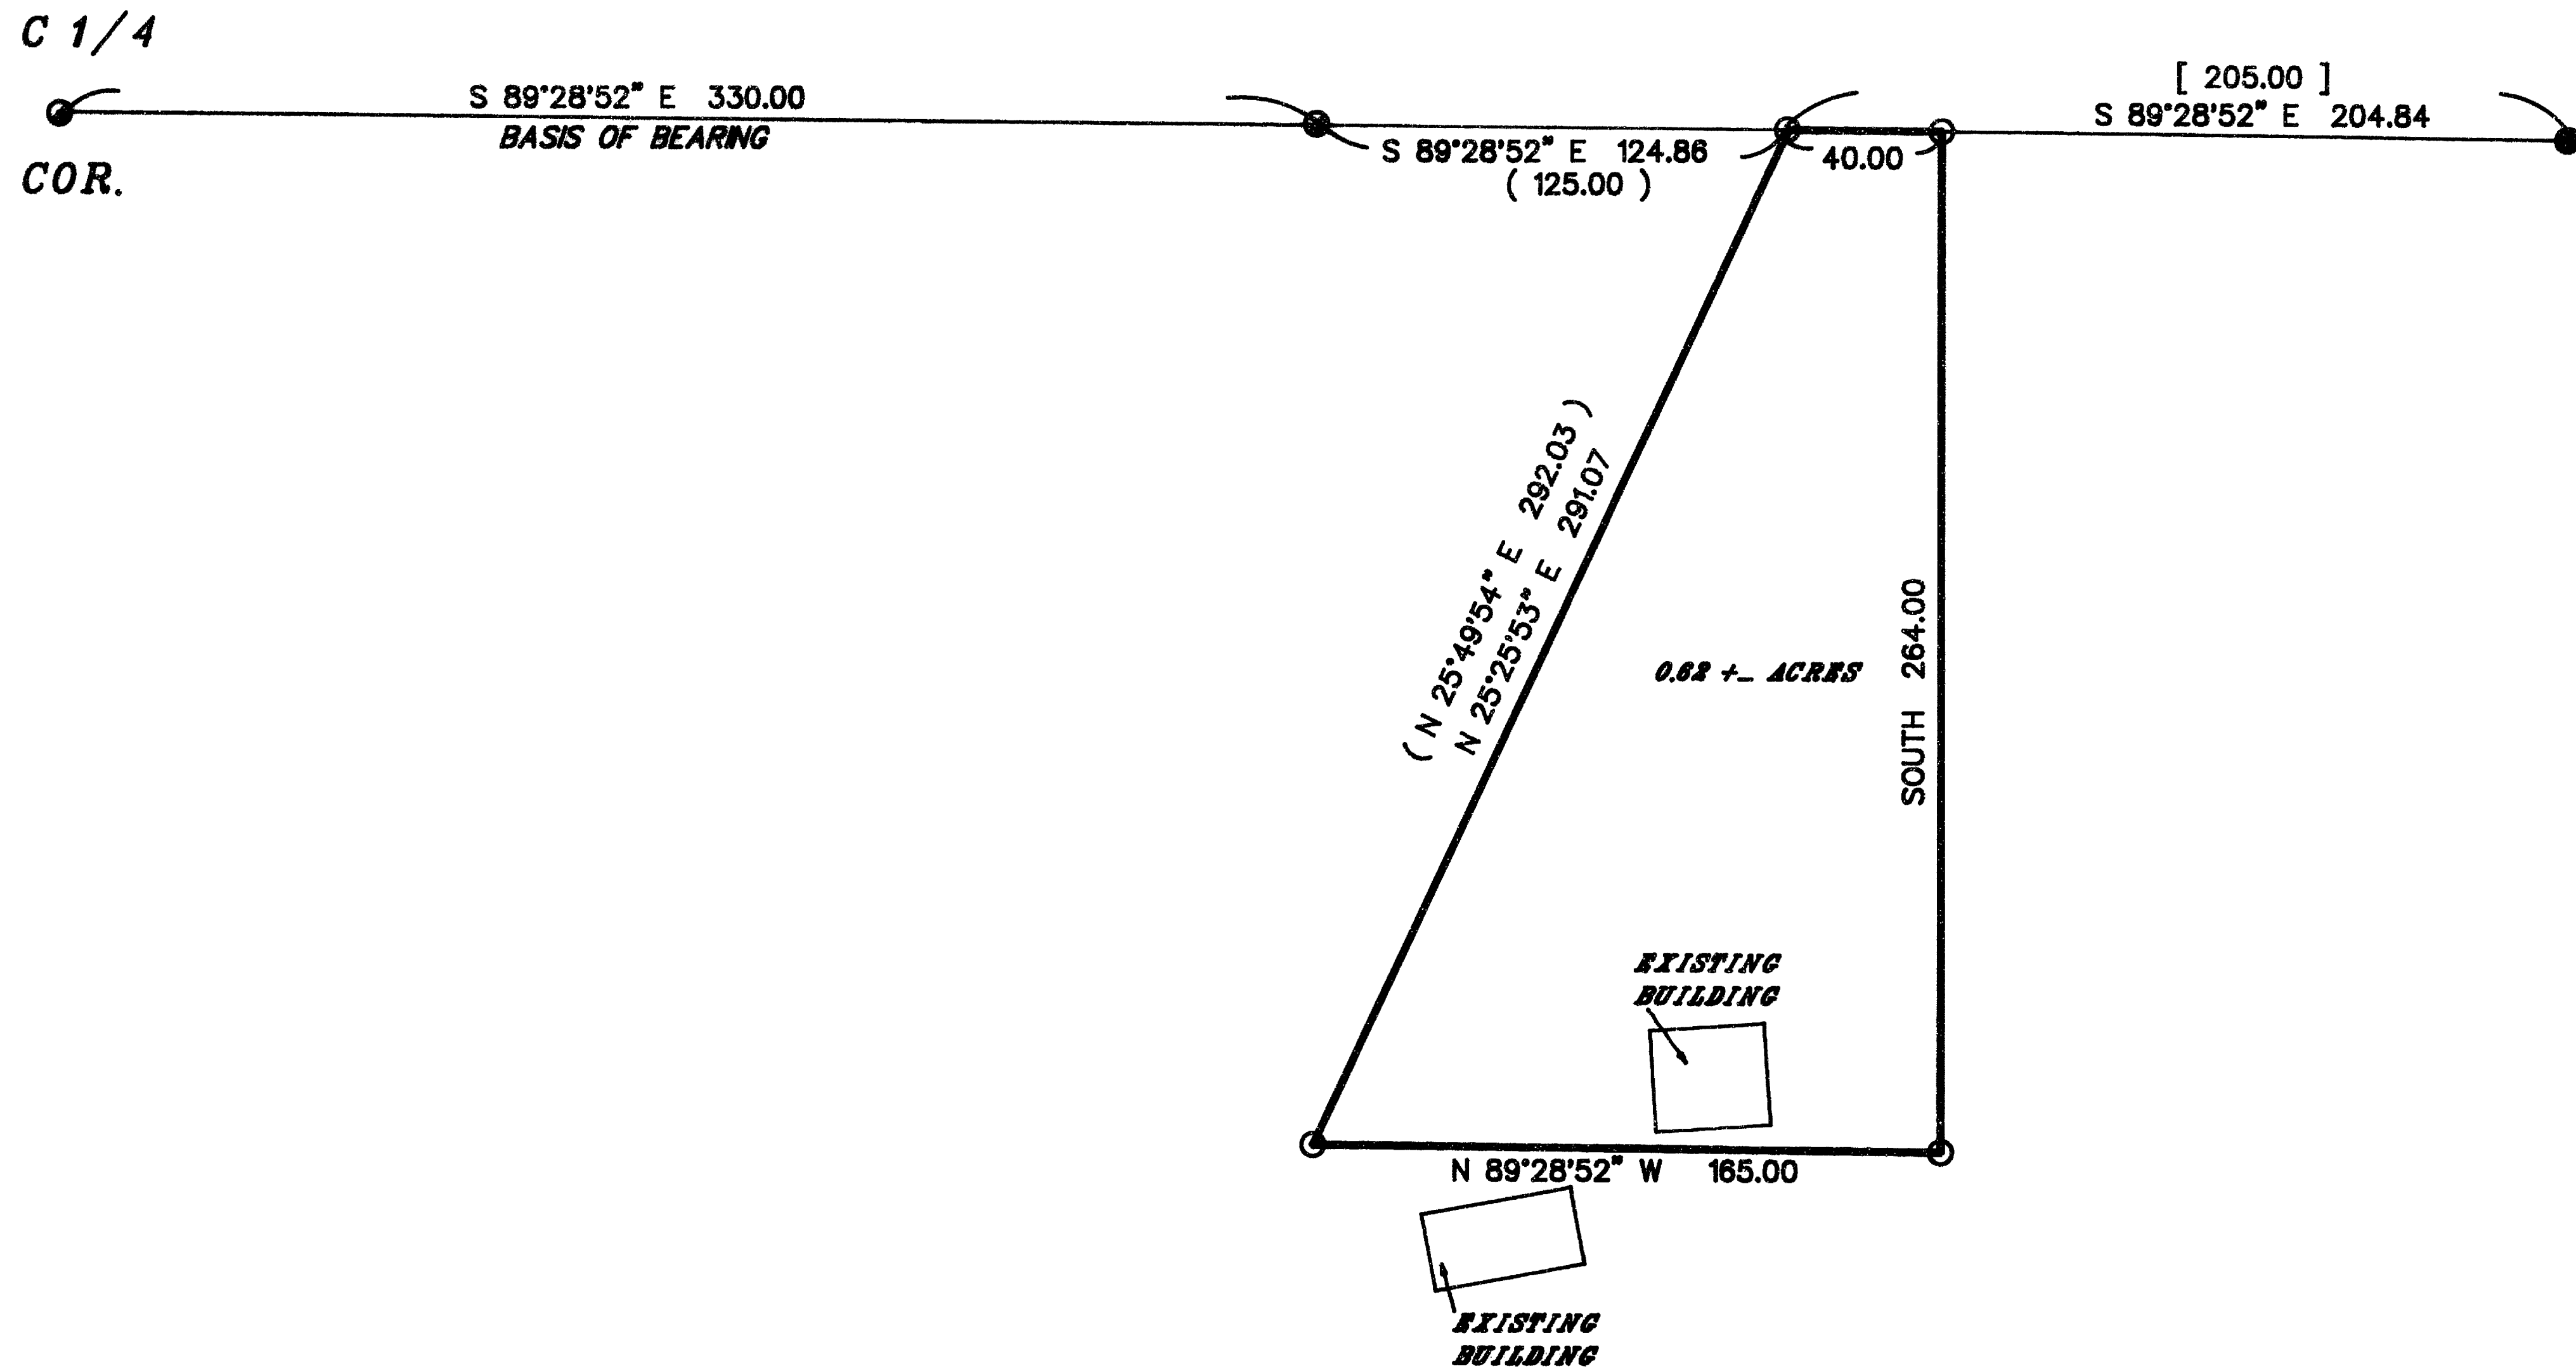 C 1/4
COR.
S 89°28'52" E 330.00
BASIS OF BEARING
S 89°28'52" E 124.86
( 125.00 )
40.00
[ 205.00 ]
S 89°28'52" E 204.84
( N 25°49'54" E 292.03 )
N 25°25'53" E 291.07
0.62 +_ ACRES
SOUTH 264.00
EXISTING
BUILDING
N 89°28'52" W 165.00
EXISTING
BUILDING